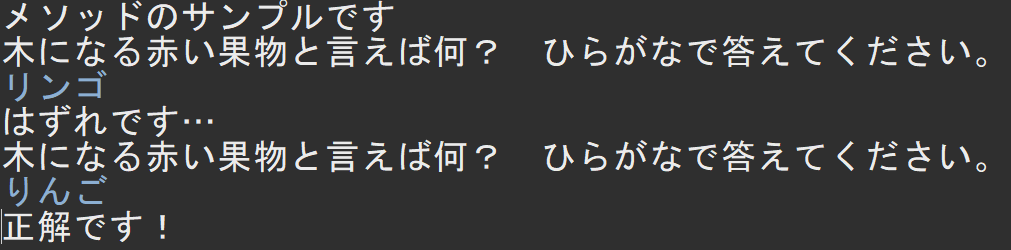 メソッドのサンプルです
木になる赤い果物と言えば何？　ひらがなで答えてください。
リンゴ
はずれです…
木になる赤い果物と言えば何？　ひらがなで答えてください。
りんご
正解です！